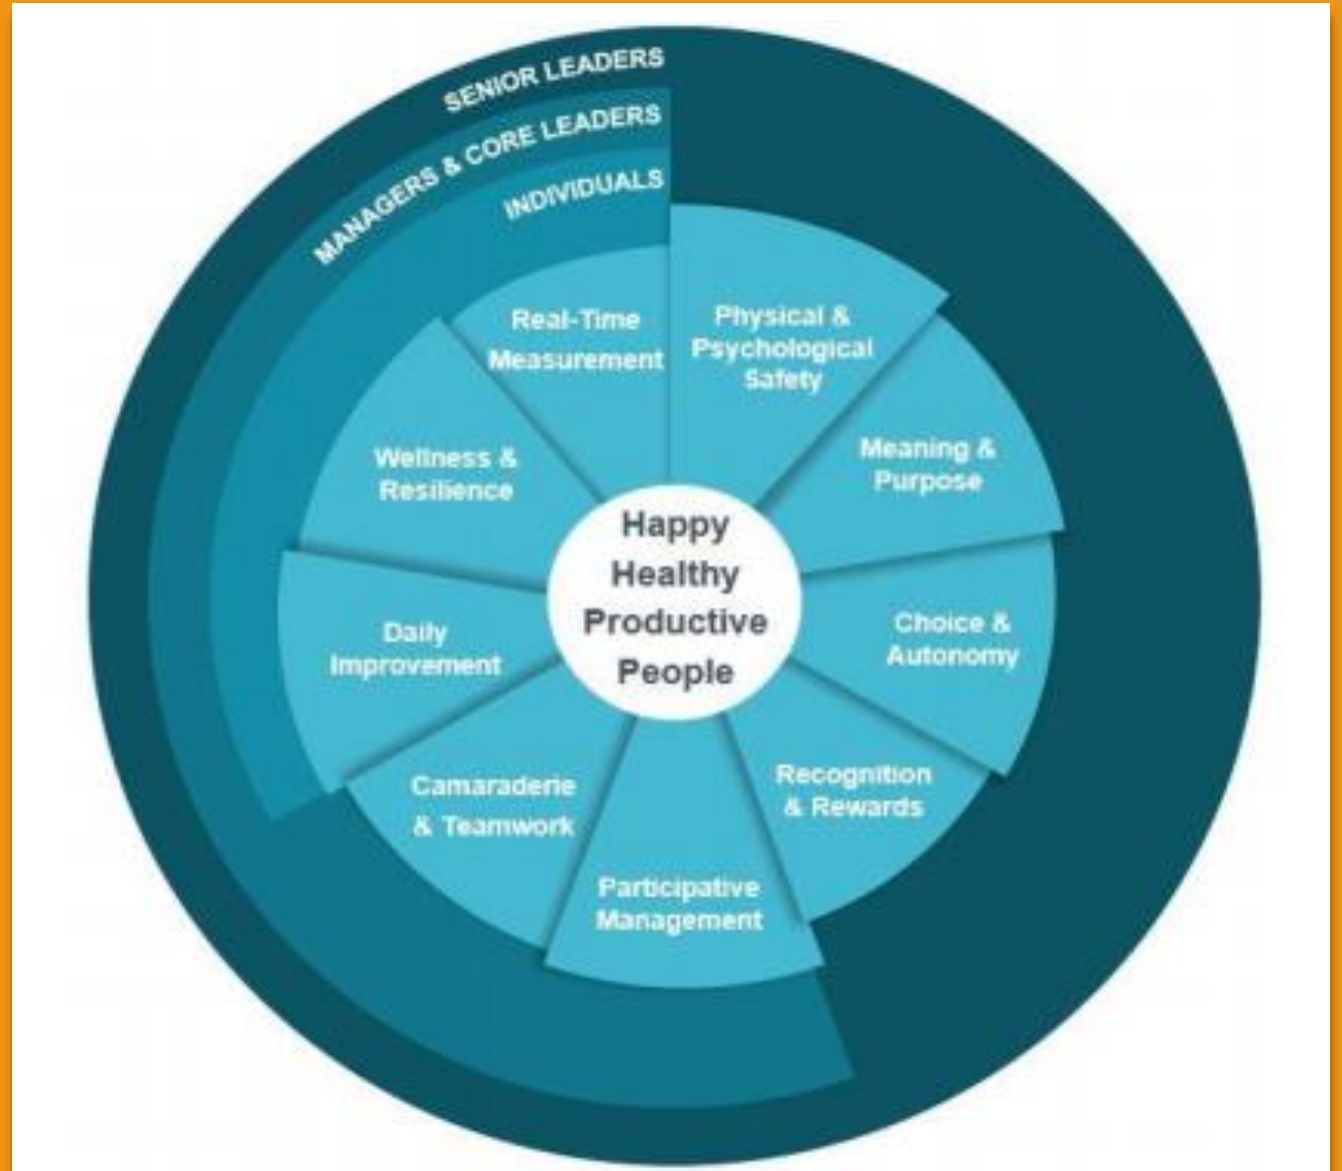 SENIOR LEADERS
MANAGERS & CORE LEADERS
INDIVIDUALS
Real-Time
Measurement
Physical &
Psychological
Safety
Meaning &
Purpose
Choice &
Autonomy
Recognition
& Rewards
Participative
Management
Camaraderie
& Teamwork
Daily
Improvement
Wellness &
Resilience
Happy
Healthy
Productive
People